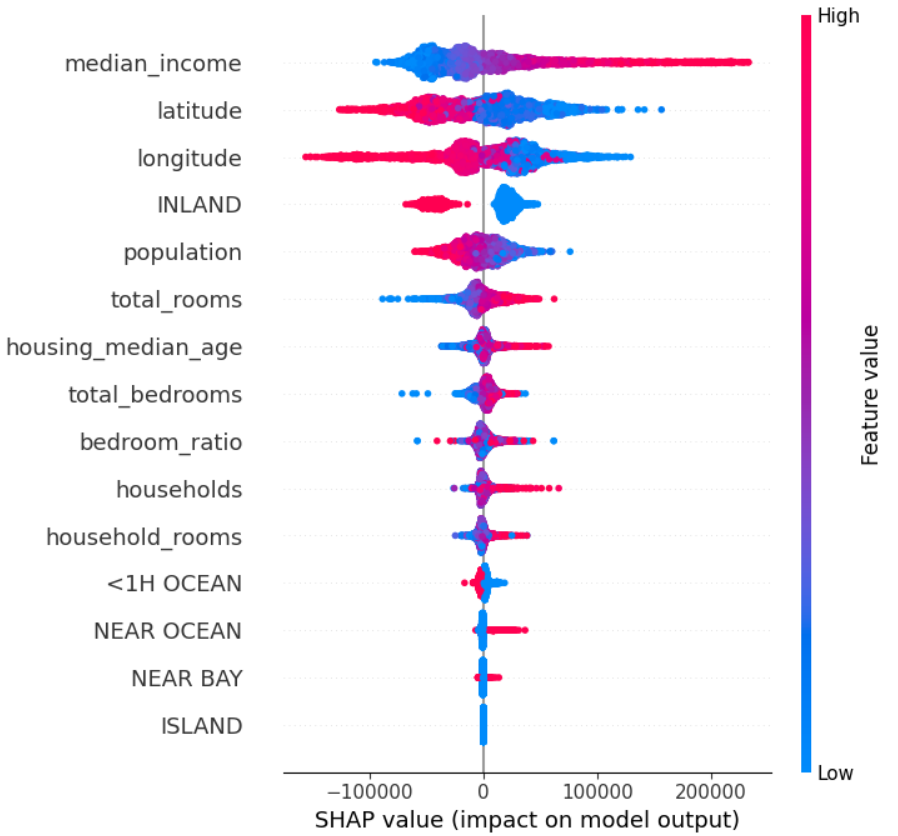 High
median_income
latitude
longitude
INLAND
population
total_rooms
housing_median_age
total_bedrooms
bedroom_ratio
households
household_rooms
<1H OCEAN
NEAR OCEAN
NEAR BAY
ISLAND
Feature value
Low
−100000 0 100000 200000
SHAP value (impact on model output)